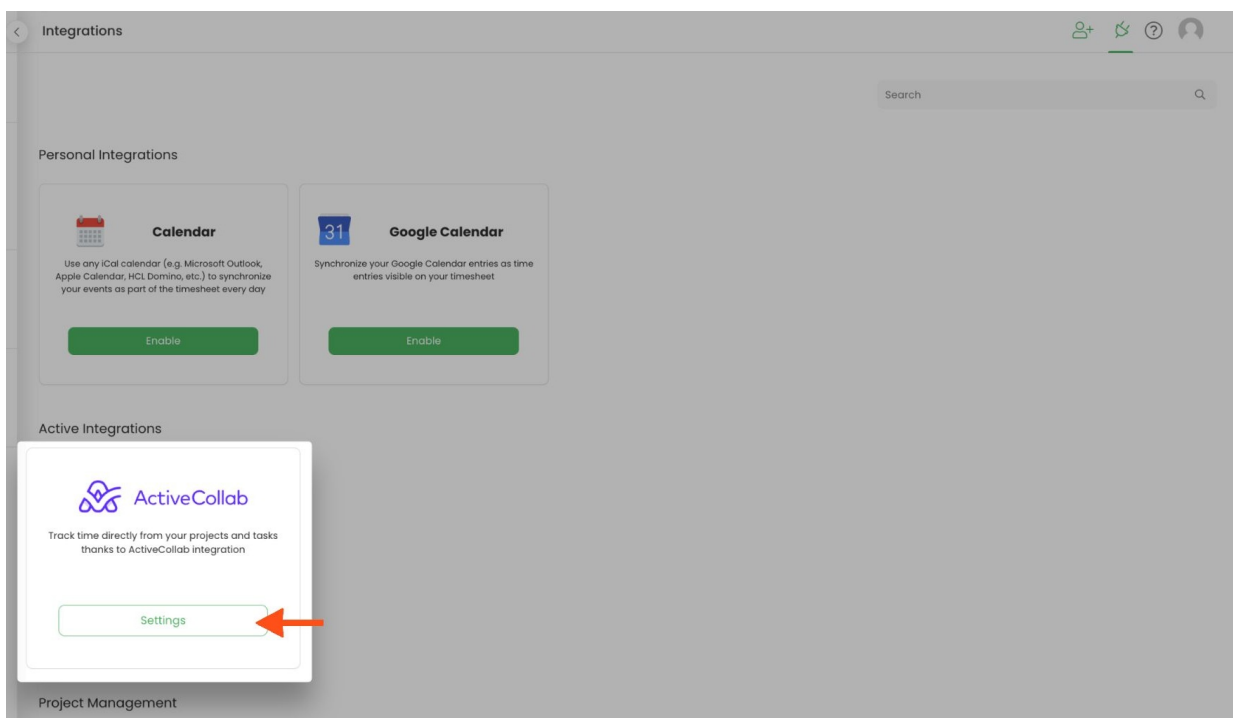 Integrations
Search
Personal Integrations
Calendar
Use any iCal calendar (e.g. Microsoft Outlook,
Apple Calendar, HCL Domino, etc.) to synchronize
your events as part of the timesheet every day
Enable
31
Google Calendar
Synchronize your Google Calendar entries as time
entries visible on your timesheet
Enable
Active Integrations
ActiveCollab
Track time directly from your projects and tasks
thanks to ActiveCollab integration
Settings
Project Management